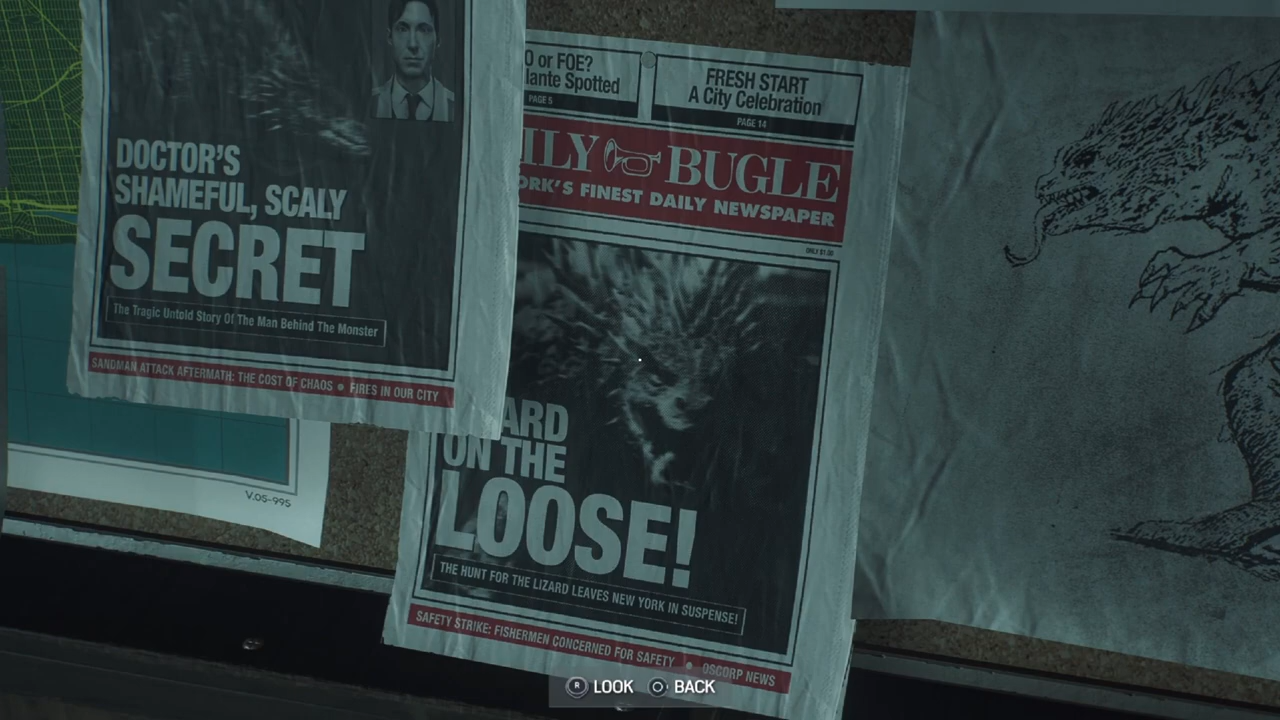 DOCTOR'S
SHAMEFUL, SCALY
SECRET
The Tragic Untold Story Of The Man Behind The Monster
SANDMAN ATTACK AFTERMATH: THE COST OF CHAOS • FIRES IN OUR CITY
V.05-995
O or FOE?
lante Spotted
PAGE 5
FRESH START
A City Celebration
PAGE 14
ILY BUGLE
ORK'S FINEST DAILY NEWSPAPER
ONLY $1.00
ARD
ON THE
LOOSE!
THE HUNT FOR THE LIZARD LEAVES NEW YORK IN SUSPENSE!
SAFETY STRIKE: FISHERMEN CONCERNED FOR SAFETY • OSCORP NEWS
R LOOK BACK